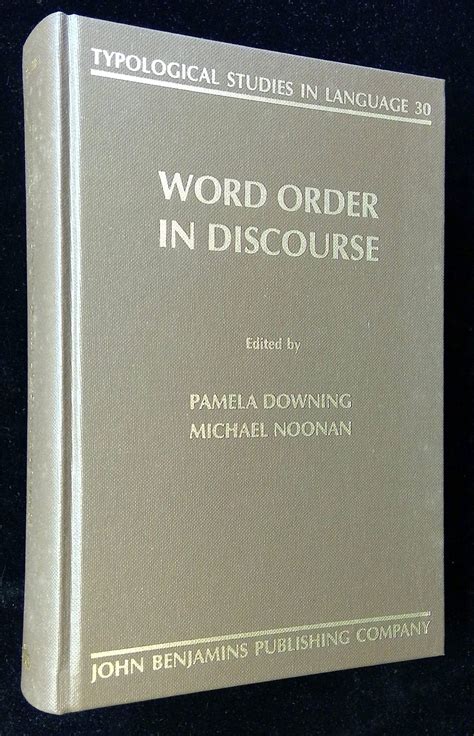 TYPOLOGICAL STUDIES IN LANGUAGE 30
WORD ORDER
IN DISCOURSE
Edited by
PAMELA DOWNING
MICHAEL NOONAN
JOHN BENJAMINS PUBLISHING COMPANY